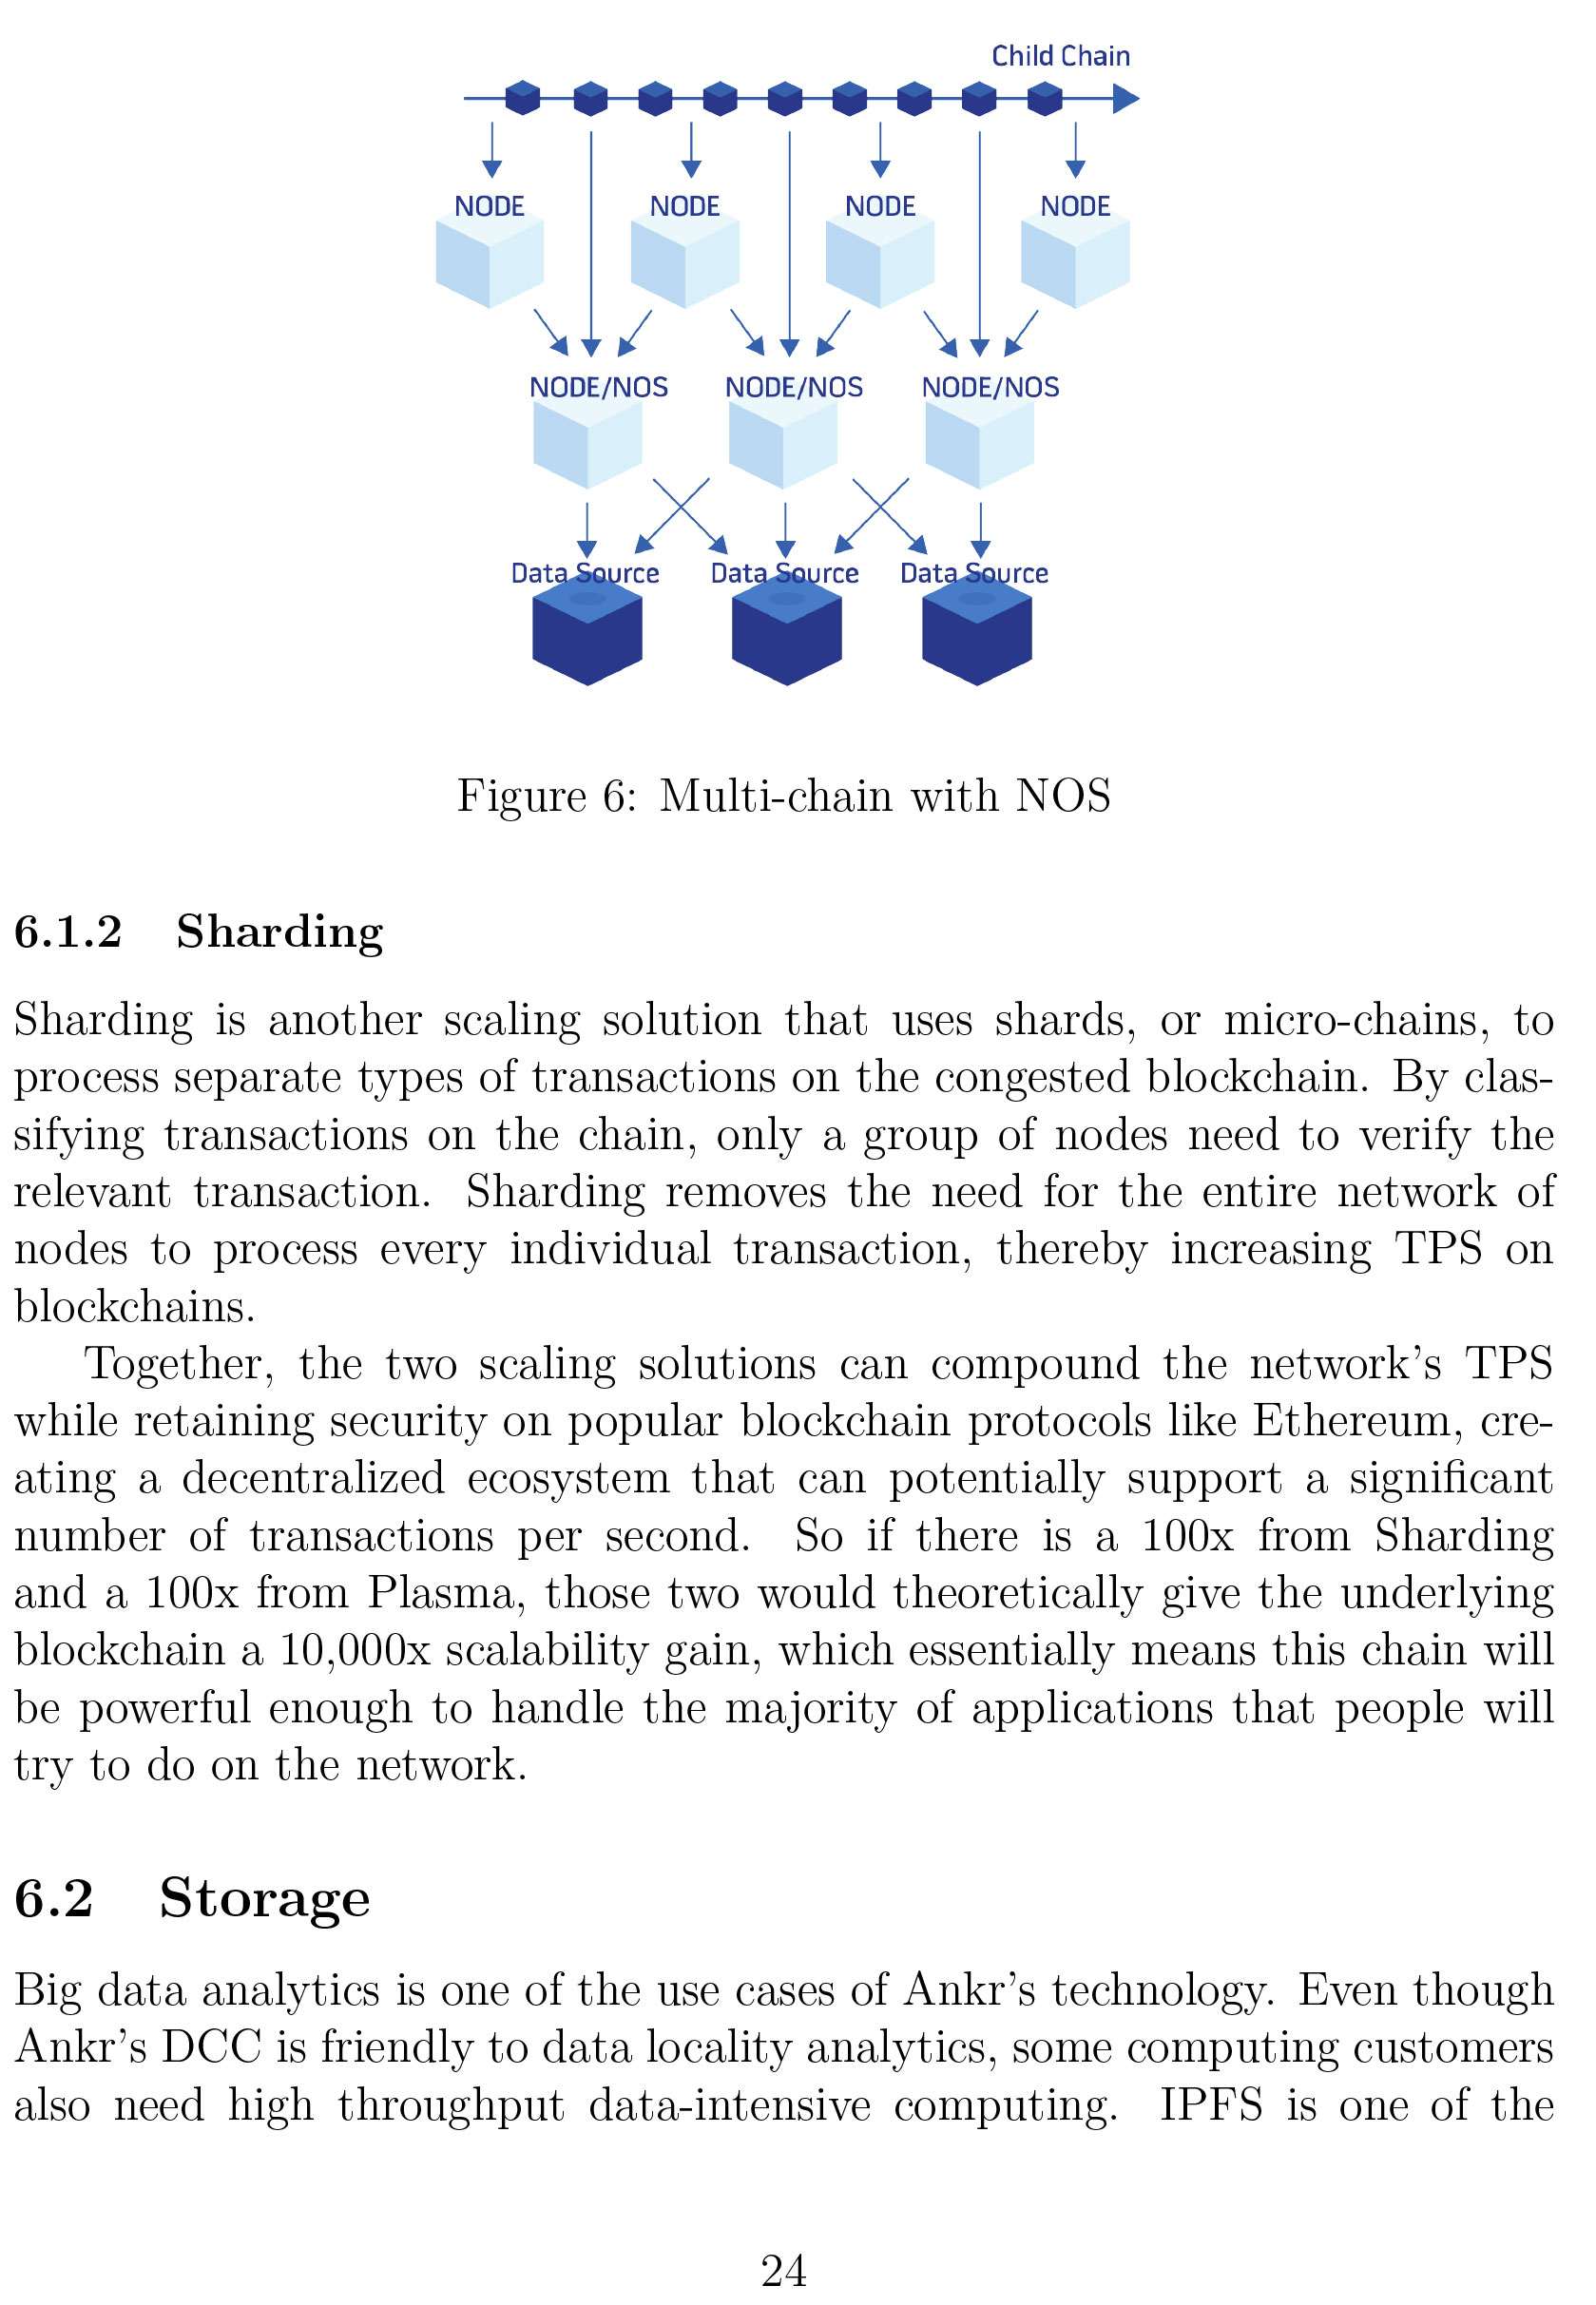 Child Chain
NODE NODE NODE NODE
NODE/NOS NODE/NOS NODE/NOS
Data Source Data Source Data Source
Figure 6: Multi-chain with NOS
6.1.2 Sharding
Sharding is another scaling solution that uses shards, or micro-chains, to
process separate types of transactions on the congested blockchain. By clas-
sifying transactions on the chain, only a group of nodes need to verify the
relevant transaction. Sharding removes the need for the entire network of
nodes to process every individual transaction, thereby increasing TPS on
blockchains.
Together, the two scaling solutions can compound the network's TPS
while retaining security on popular blockchain protocols like Ethereum, cre-
ating a decentralized ecosystem that can potentially support a significant
number of transactions per second. So if there is a 100x from Sharding
and a 100x from Plasma, those two would theoretically give the underlying
blockchain a 10,000x scalability gain, which essentially means this chain will
be powerful enough to handle the majority of applications that people will
try to do on the network.
6.2 Storage
Big data analytics is one of the use cases of Ankr's technology. Even though
Ankr's DCC is friendly to data locality analytics, some computing customers
also need high throughput data-intensive computing. IPFS is one of the
24